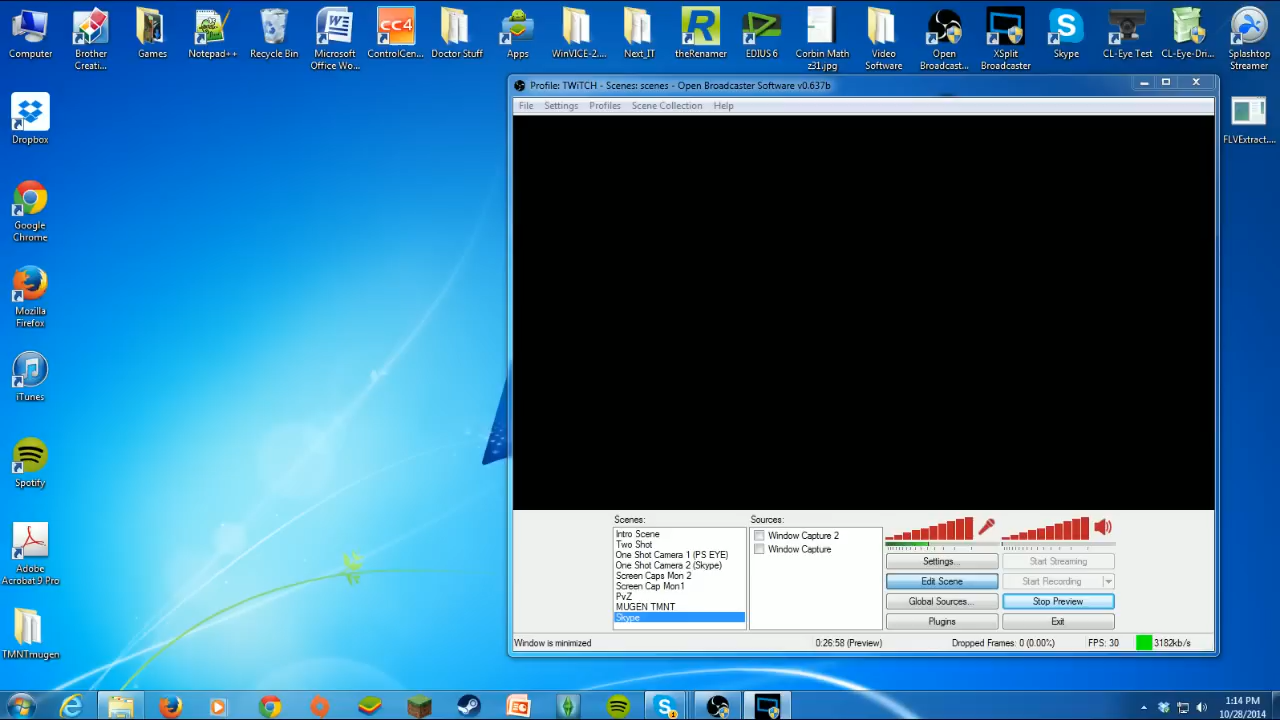 Computer
Brother
Creati...
Games
Notepad++
Recycle Bin
Microsoft
Office Wo...
ControlCen...
Doctor Stuff
Apps
WinVICE-2....
Next_IT
theRenamer
EDIUS 6
Corbin Math
z31.jpg
Video
Software
Open
Broadcast...
XSplit
Broadcaster
Skype
CL-Eye Test
CL-Eye-Dri...
Splashtop
Streamer
Profile: TWiTCH - Scenes: scenes - Open Broadcaster Software v0.637b
File Settings Profiles Scene Collection Help
Dropbox
FLVExtract....
Google
Chrome
Mozilla
Firefox
iTunes
Spotify
Adobe
Acrobat 9 Pro
TMNTmugen
Scenes:
Intro Scene
Two Shot
One Shot Camera 1 (PS EYE)
One Shot Camera 2 (Skype)
Screen Caps Mon 2
Screen Cap Mon1
PvZ
MUGEN TMNT
Skype
Sources:
Window Capture 2
Window Capture
Settings...
Start Streaming
Edit Scene
Start Recording
Global Sources...
Stop Preview
Plugins
Exit
Window is minimized
0:26:58 (Preview)
Dropped Frames: 0 (0.00%)
FPS: 30
3182kb/s
1:14 PM
10/28/2014